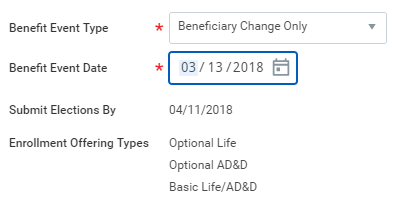 Benefit Event Type * Beneficiary Change Only
Benefit Event Date * 03 / 13 / 2018
Submit Elections By 04/11/2018
Enrollment Offering Types Optional Life
Optional AD&D
Basic Life/AD&D